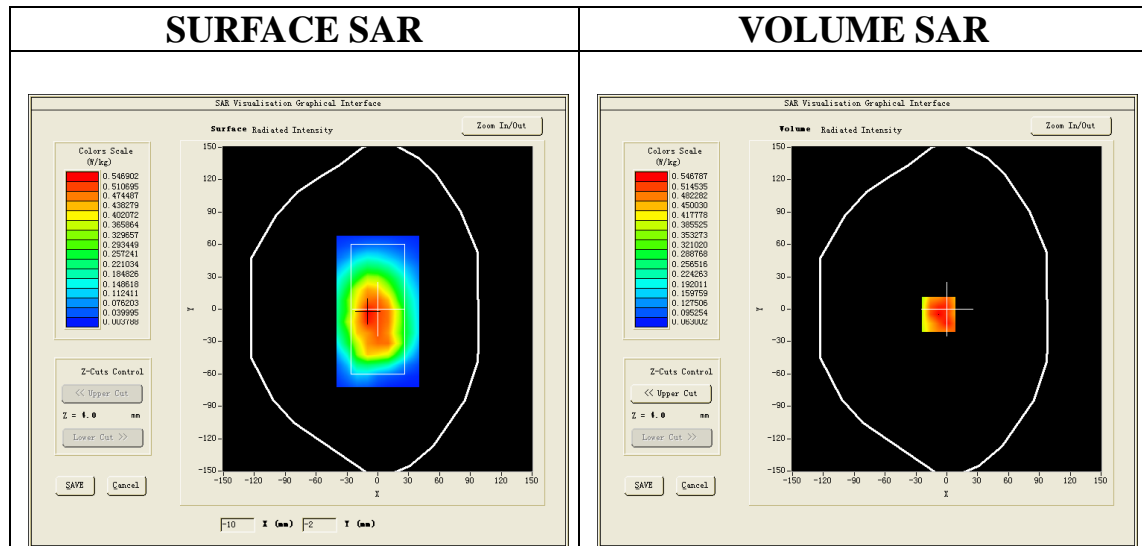 SURFACE SAR
SAR Visualisation Graphical Interface
Surface Radiated Intensity
Zoom In/Out
Colors Scale
(W/kg)
0.546902
0.510695
0.474487
0.438279
0.402072
0.365864
0.329657
0.293449
0.257241
0.221034
0.184826
0.148618
0.112411
0.076203
0.039995
0.003788
Z-Cuts Control
<< Upper Cut
Z = 4.0 mm
Lower Cut >>
SAVE Cancel
150
120
90
60
30
0
-30
-60
-90
-120
-150
Y
-150 -120 -90 -60 -30 0 30 60 90 120 150
X
-10 X (mm) -2 Y (mm)
VOLUME SAR
SAR Visualisation Graphical Interface
Volume Radiated Intensity
Zoom In/Out
Colors Scale
(W/kg)
0.546787
0.514535
0.482282
0.450030
0.417778
0.385525
0.353273
0.321020
0.288768
0.256516
0.224263
0.192011
0.159759
0.127506
0.095254
0.063002
Z-Cuts Control
<< Upper Cut
Z = 4.0 mm
Lower Cut >>
SAVE Cancel
150
120
90
60
30
0
-30
-60
-90
-120
-150
Y
-150 -120 -90 -60 -30 0 30 60 90 120 150
X